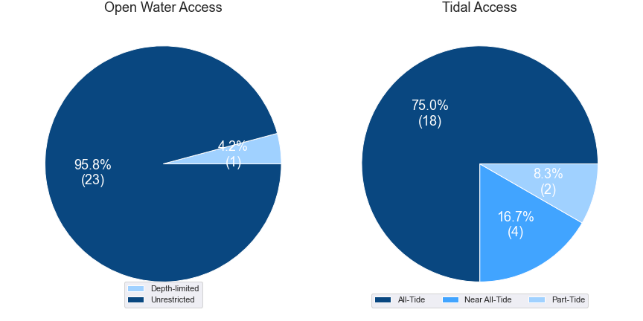 Open Water Access
Tidal Access
4.2%
(1)
95.8%
(23)
Depth-limited
Unrestricted
75.0%
(18)
8.3%
(2)
16.7%
(4)
All-Tide
Near All-Tide
Part-Tide